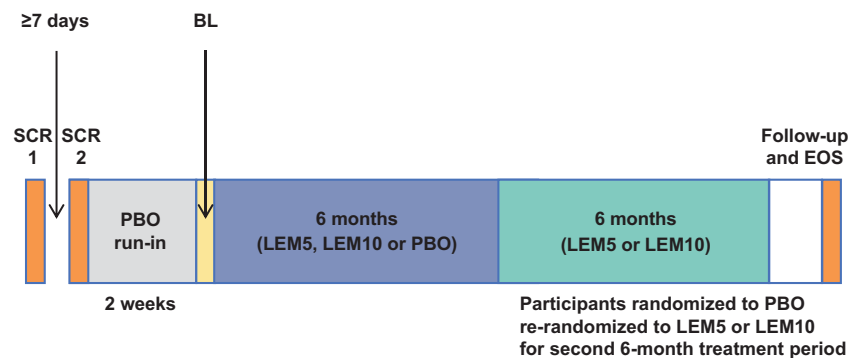 ≥7 days
BL
SCR
1
SCR
2
Follow-up
and EOS
PBO
run-in
6 months
(LEM5, LEM10 or PBO)
6 months
(LEM5 or LEM10)
2 weeks
Participants randomized to PBO
re-randomized to LEM5 or LEM10
for second 6-month treatment period